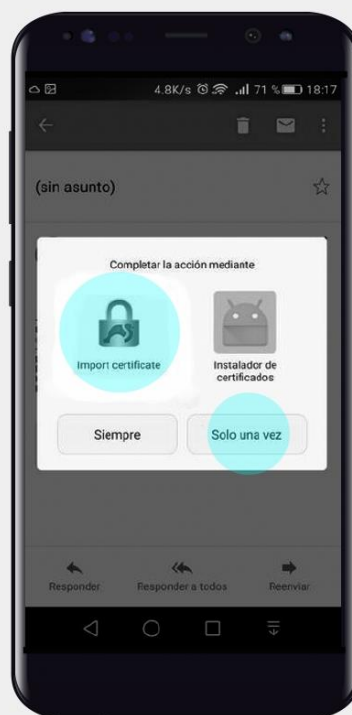 4.8K/s 71 % 18:17
(sin asunto)
Completar la acción mediante
Import certificate
Instalador de
certificados
Siempre
Solo una vez
Responder
Responder a todos
Reenviar